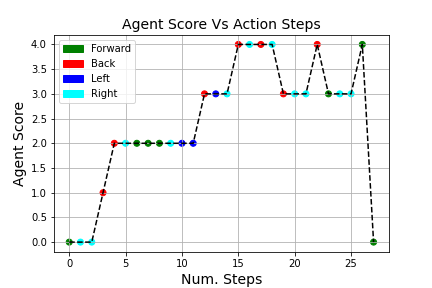 Agent Score Vs Action Steps
Agent Score
4.0
3.5
3.0
2.5
2.0
1.5
1.0
0.5
0.0
Forward
Back
Left
Right
0 5 10 15 20 25
Num. Steps